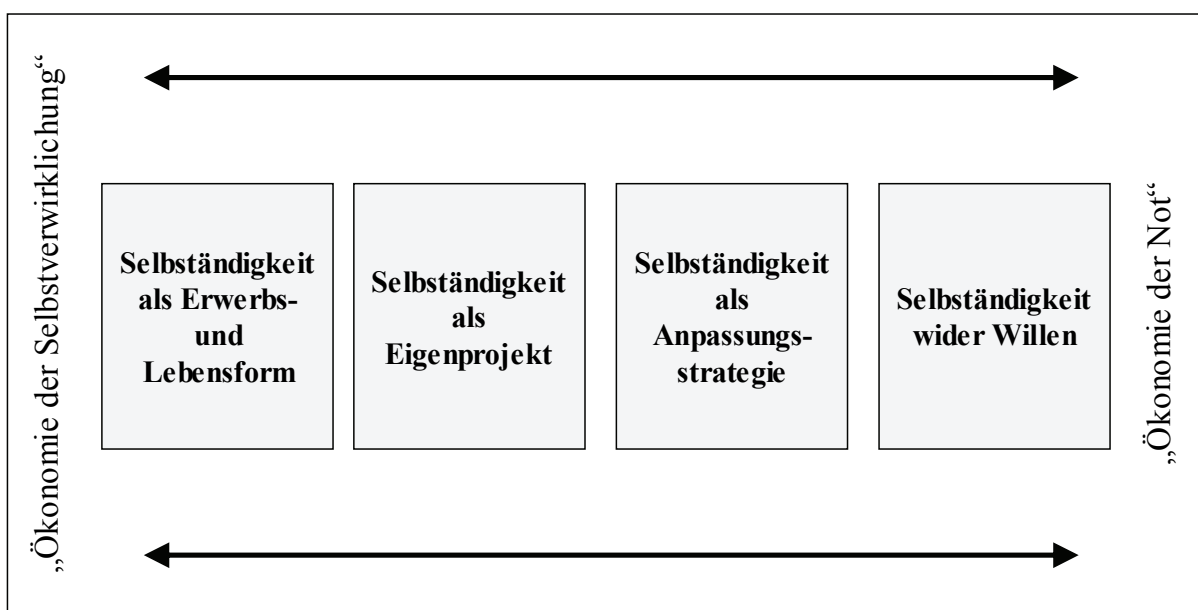 „Ökonomie der Selbstverwirklichung“
Selbständigkeit
als Erwerbs-
und
Lebensform
Selbständigkeit
als
Eigenprojekt
Selbständigkeit
als
Anpassungs-
strategie
Selbständigkeit
wider Willen
„Ökonomie der Not“